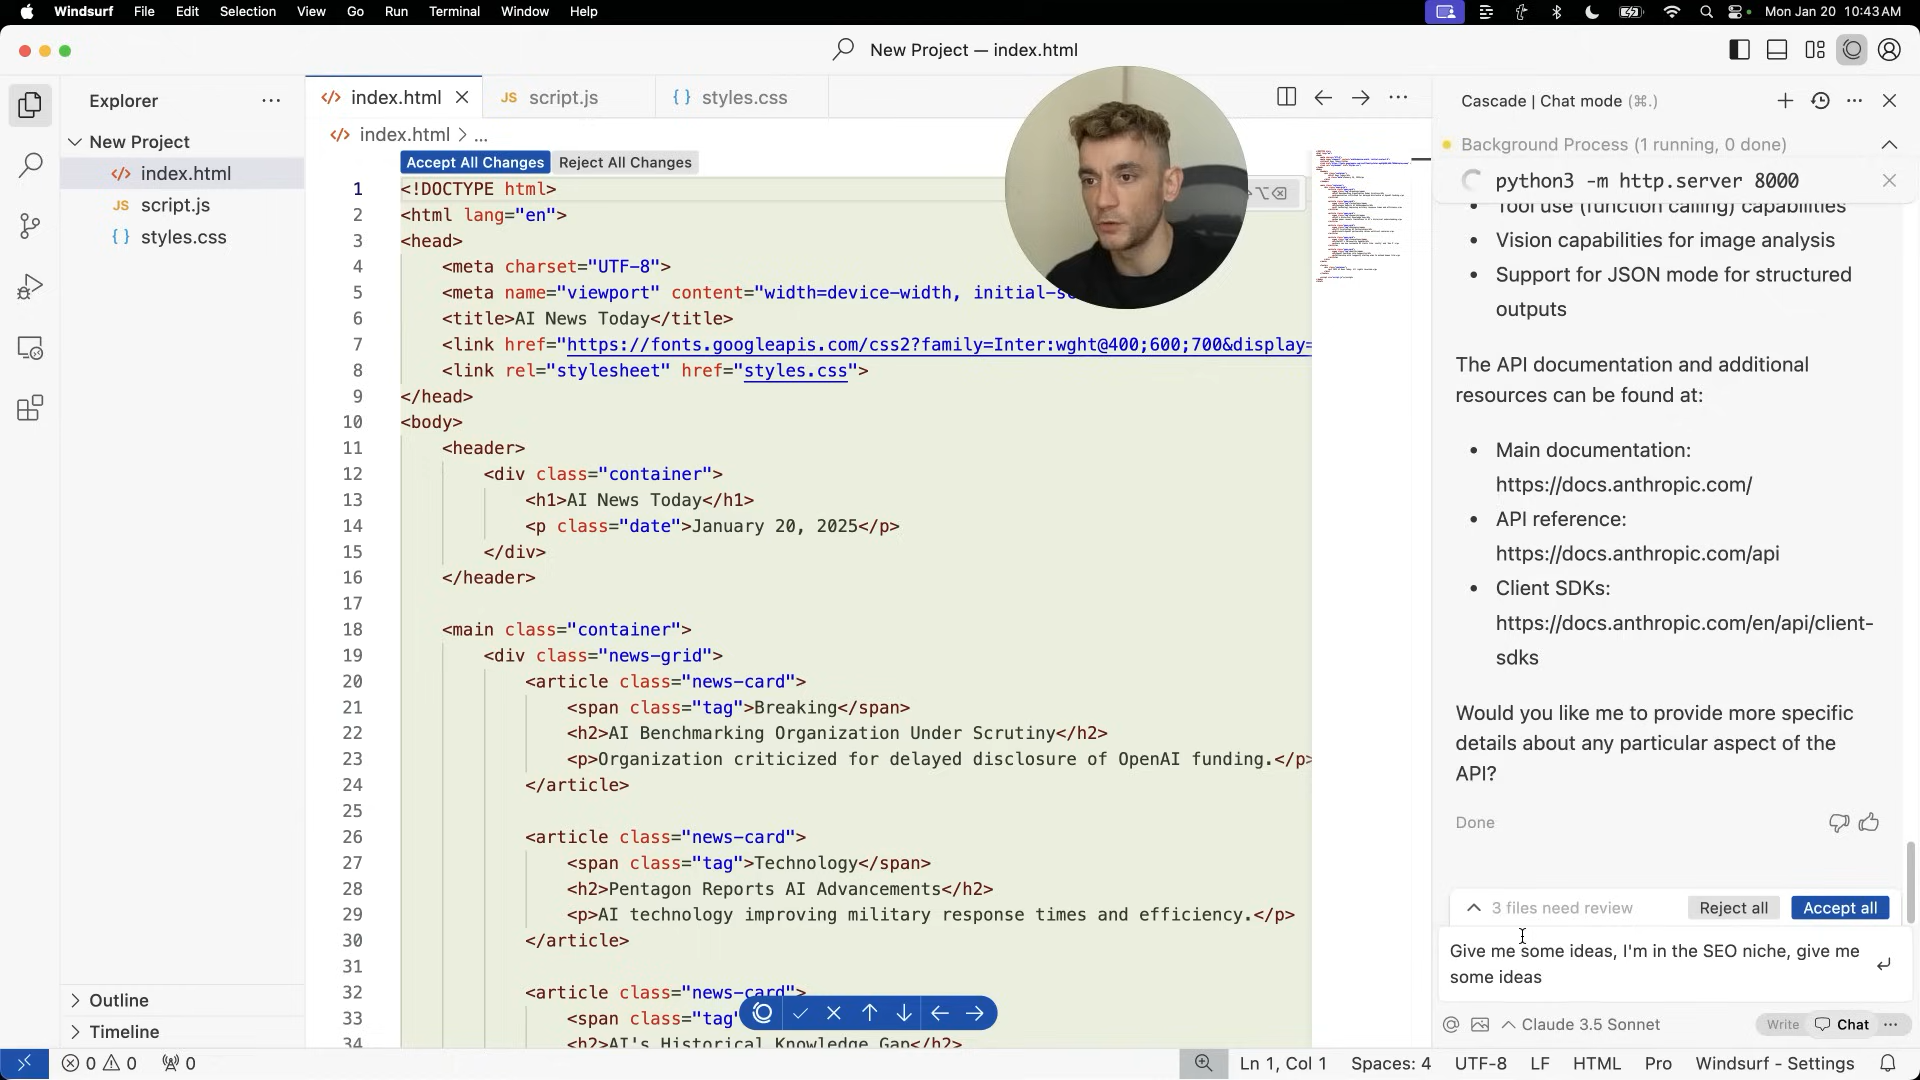 Windsurf File Edit Selection View Go Run Terminal Window Help
Mon Jan 20 10:43 AM
New Project — index.html
Explorer
New Project
index.html
JS script.js
{ } styles.css
Outline
Timeline
index.html
JS script.js
{ } styles.css
index.html > ...
Accept All Changes Reject All Changes
1 <!DOCTYPE html>
2 <html lang="en">
3 <head>
4 <meta charset="UTF-8">
5 <meta name="viewport" content="width=device-width,
6 <title>AI News Today</title>
7 <link href="https://fonts.googleapis.com/css2?family=Inter:wght@400;600;700&display=
8 <link rel="stylesheet" href="styles.css">
9 </head>
10 <body>
11 <header>
12 <div class="container">
13 <h1>AI News Today</h1>
14 <p class="date">January 20, 2025</p>
15 </div>
16 </header>
17
18 <main class="container">
19 <div class="news-grid">
20 <article class="news-card">
21 <span class="tag">Breaking</span>
22 <h2>AI Benchmarking Organization Under Scrutiny</h2>
23 <p>Organization criticized for delayed disclosure of OpenAI funding.</p>
24 </article>
25
26 <article class="news-card">
27 <span class="tag">Technology</span>
28 <h2>Pentagon Reports AI Advancements</h2>
29 <p>AI technology improving military response times and efficiency.</p>
30 </article>
31
32 <article class="news-card">
33 <span class="tag"
34 <h2>AI's Historical Knowledge Gap</h2>
Cascade | Chat mode (⌘.)
Background Process (1 running, 0 done)
python3 -m http.server 8000
• Tool use (function calling) capabilities
• Vision capabilities for image analysis
• Support for JSON mode for structured
outputs
The API documentation and additional
resources can be found at:
• Main documentation:
https://docs.anthropic.com/
• API reference:
https://docs.anthropic.com/api
• Client SDKs:
https://docs.anthropic.com/en/api/client-
sdks
Would you like me to provide more specific
details about any particular aspect of the
API?
Done
3 files need review Reject all Accept all
Give me some ideas, I'm in the SEO niche, give me
some ideas
Claude 3.5 Sonnet Write Chat
0 0 0 Ln 1, Col 1 Spaces: 4 UTF-8 LF HTML Pro Windsurf - Settings